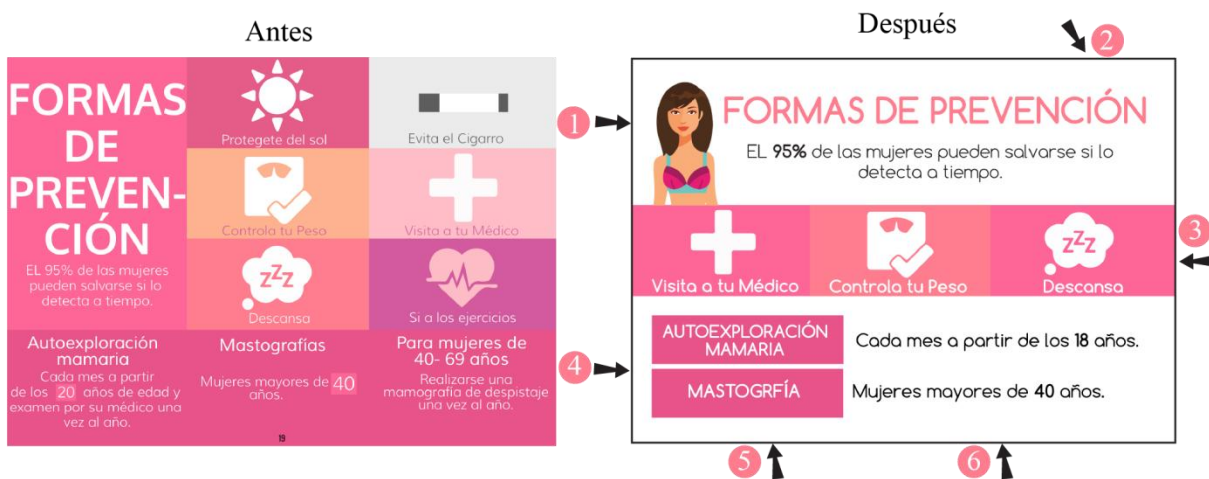 Antes
FORMAS
DE
PREVEN-
CIÓN
EL 95% de las mujeres
pueden salvarse si lo
detecta a tiempo.
Protegete del sol
Evita el Cigarro
Controla tu Peso
Visita a tu Médico
zzz
Descansa
Si a los ejercicios
Autoexploración
mamaria
Cada mes a partir
de los 20 años de edad y
examen por su médico una
vez al año.
Mastografías
Mujeres mayores de 40
años.
Para mujeres de
40- 69 años
Realizarse una
mamografía de despistaje
una vez al año.
19
Después
1
2
3
4
5
6
FORMAS DE PREVENCIÓN
EL 95% de las mujeres pueden salvarse si lo
detecta a tiempo.
Visita a tu Médico
Controla tu Peso
zzz
Descansa
AUTOEXPLORACIÓN
MAMARIA
Cada mes a partir de los 18 años.
MASTOGRFÍA
Mujeres mayores de 40 años.